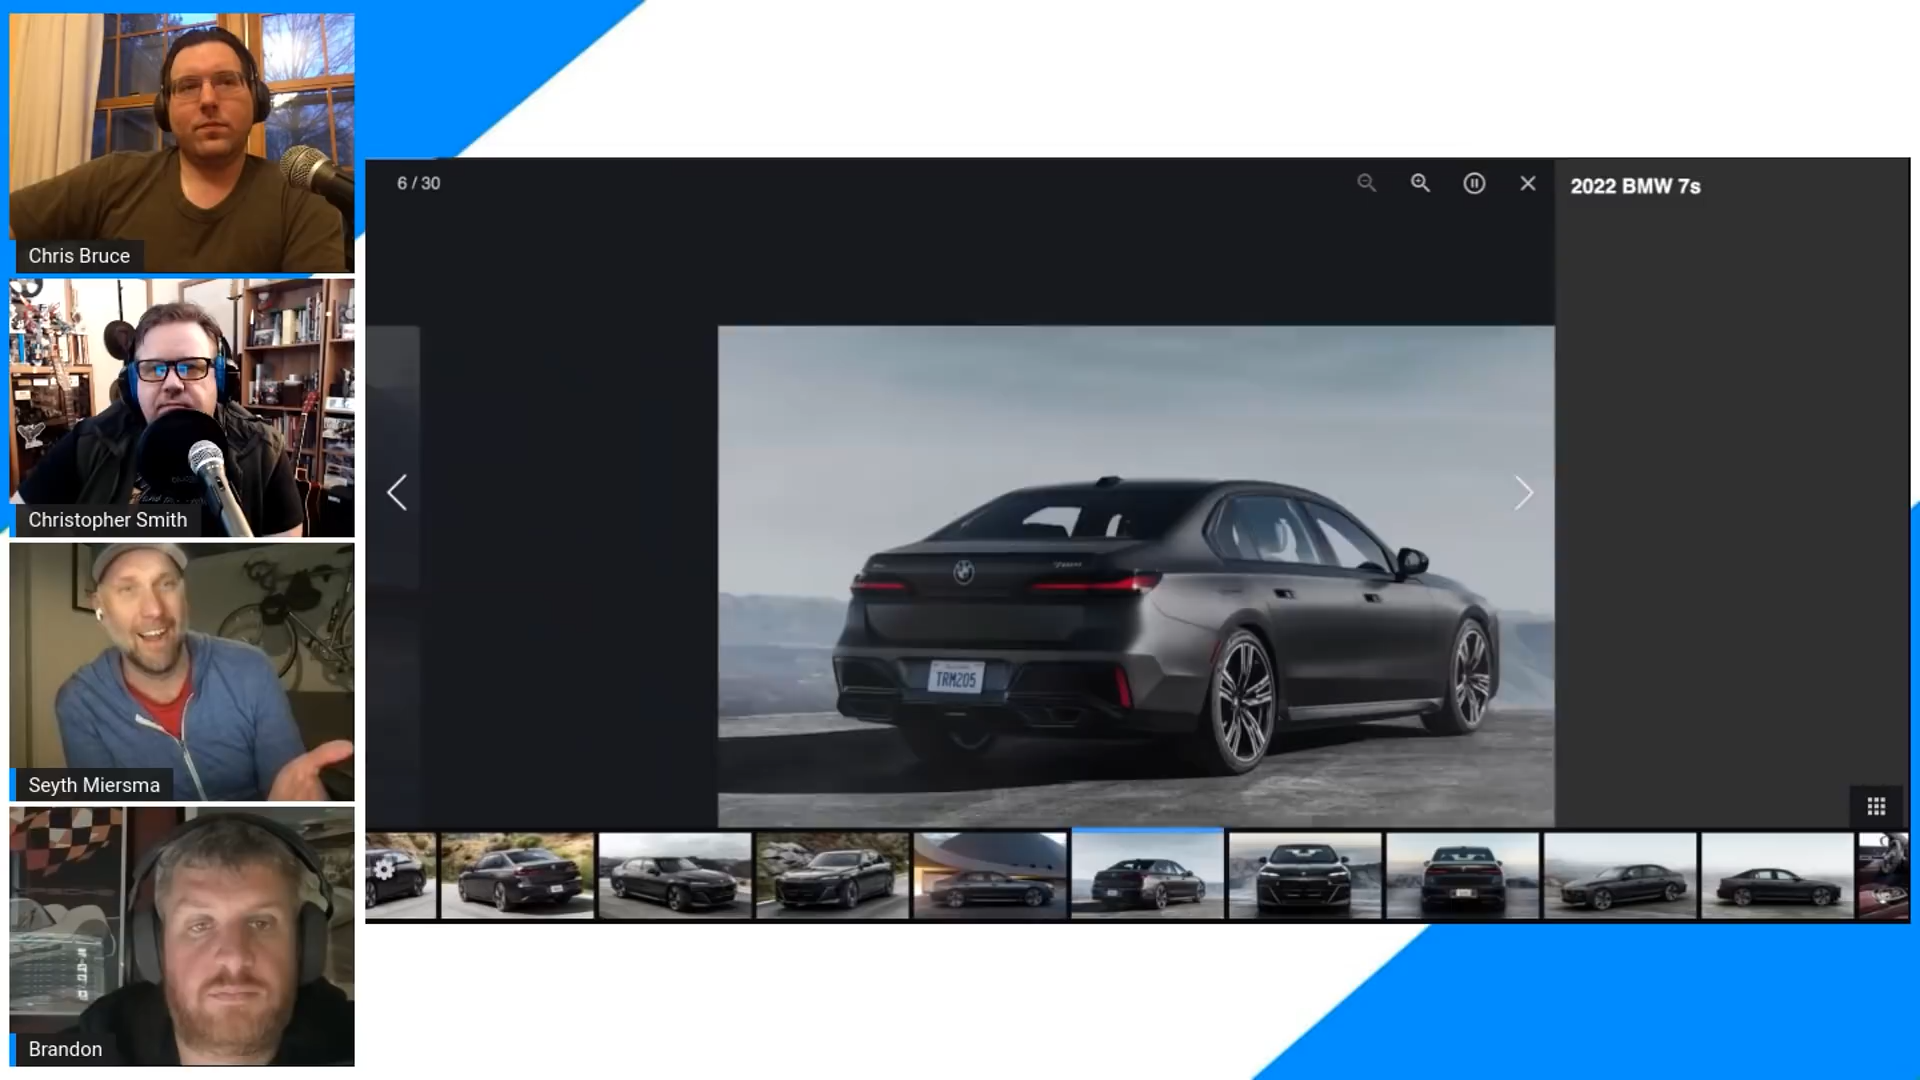 Chris Bruce
Christopher Smith
Seyth Miersma
Brandon
6 / 30
2022 BMW 7s
TRM205